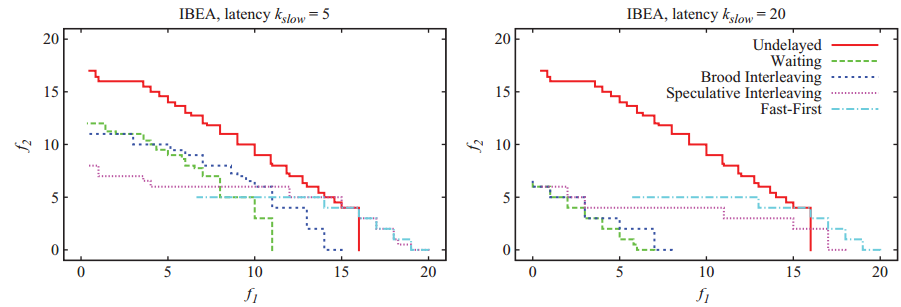 IBEA, latency kslow = 5
20
15
10
5
0
f2
0
5
10
15
20
f1
IBEA, latency kslow = 20
20
15
10
5
0
f2
0
5
10
15
20
f1
Undelayed
Waiting
Brood Interleaving
Speculative Interleaving
Fast-First